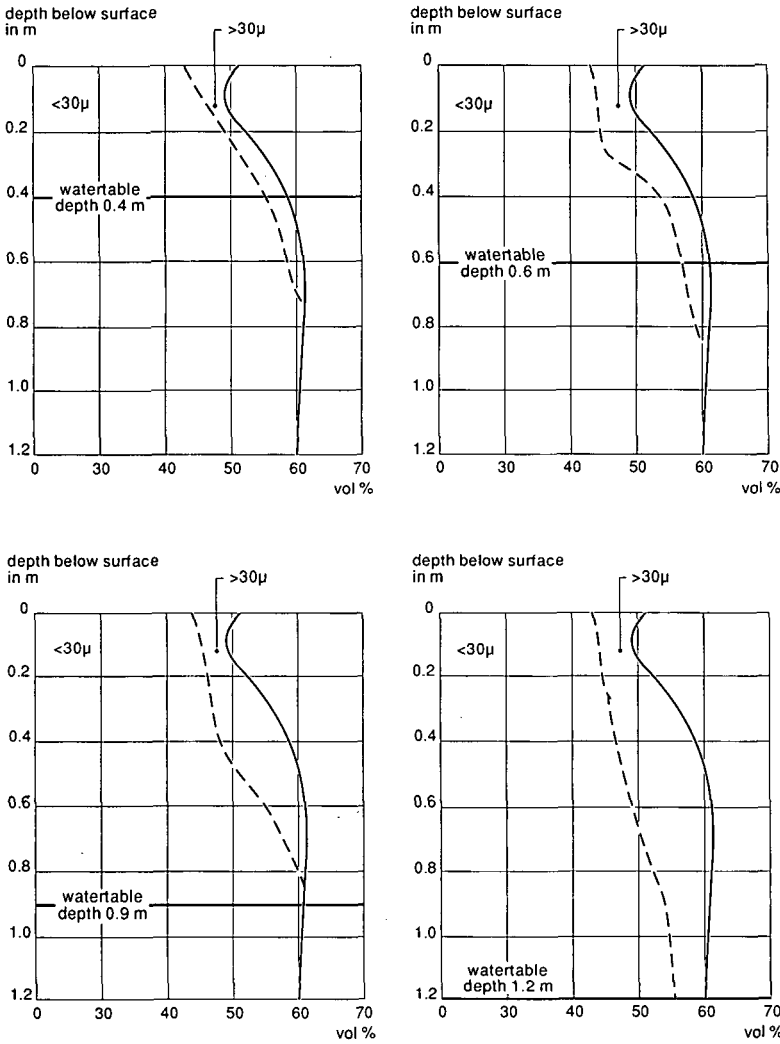 depth below surface
in m
>30µ
0
<30µ
0.2
watertable
0.4
depth 0.4 m
0.6
0.8
1.0
1.2
0 30 40 50 60 70
vol %
depth below surface
in m
>30µ
0
<30µ
0.2
0.4
watertable
0.6
depth 0.6 m
0.8
1.0
1.2
0 30 40 50 60 70
vol %
depth below surface
in m
>30µ
0
<30µ
0.2
0.4
0.6
0.8
watertable
depth 0.9 m
1.0
1.2
0 30 40 50 60 70
vol %
depth below surface
in m
>30µ
0
<30µ
0.2
0.4
0.6
0.8
1.0
watertable
1.2 depth 1.2 m
0 30 40 50 60 70
vol %